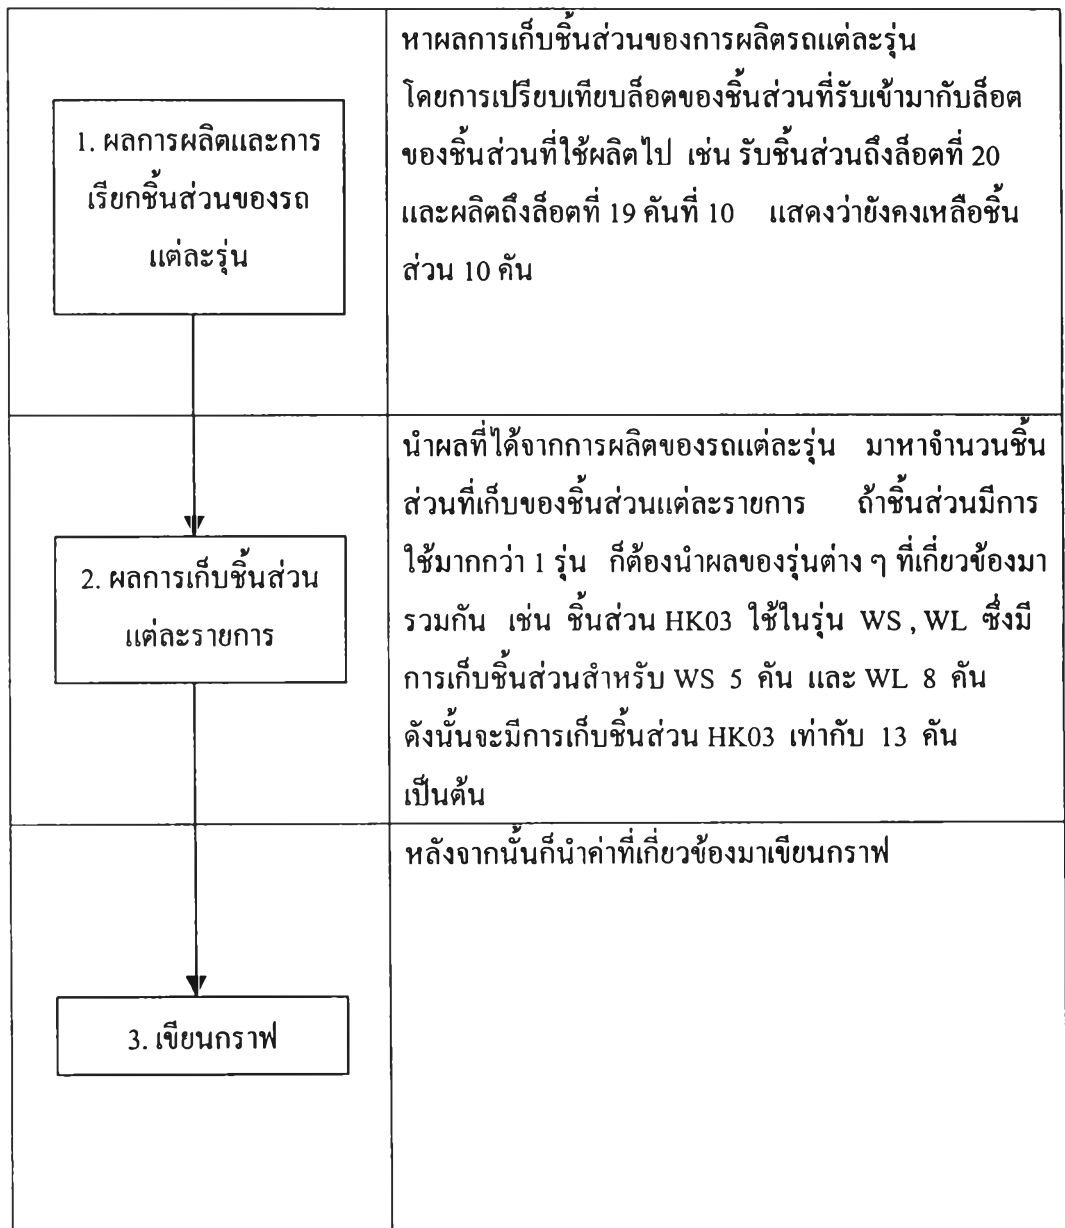 1. ผลการผลิตและการ
เรียกชิ้นส่วนของรถ
แต่ละรุ่น
หาผลการเก็บชิ้นส่วนของการผลิตรถแต่ละรุ่น
โดยการเปรียบเทียบล็อตของชิ้นส่วนที่รับเข้ามากับล็อต
ของชิ้นส่วนที่ใช้ผลิตไป เช่น รับชิ้นส่วนถึงล็อตที่ 20
และผลิตถึงล็อตที่ 19 คันที่ 10 แสดงว่ายังคงเหลือชิ้น
ส่วน 10 คัน
2. ผลการเก็บชิ้นส่วน
แต่ละรายการ
นำผลที่ได้จากการผลิตของรถแต่ละรุ่น มาหาจำนวนชิ้น
ส่วนที่เก็บของชิ้นส่วนแต่ละรายการ ถ้าชิ้นส่วนมีการ
ใช้มากกว่า 1 รุ่น ก็ต้องนำผลของรุ่นต่าง ๆ ที่เกี่ยวข้องมา
รวมกัน เช่น ชิ้นส่วน HK03 ใช้ในรุ่น WS , WL ซึ่งมี
การเก็บชิ้นส่วนสำหรับ WS 5 คัน และ WL 8 คัน
ดังนั้นจะมีการเก็บชิ้นส่วน HK03 เท่ากับ 13 คัน
เป็นต้น
3. เขียนกราฟ
หลังจากนั้นก็นำค่าที่เกี่ยวข้องมาเขียนกราฟ